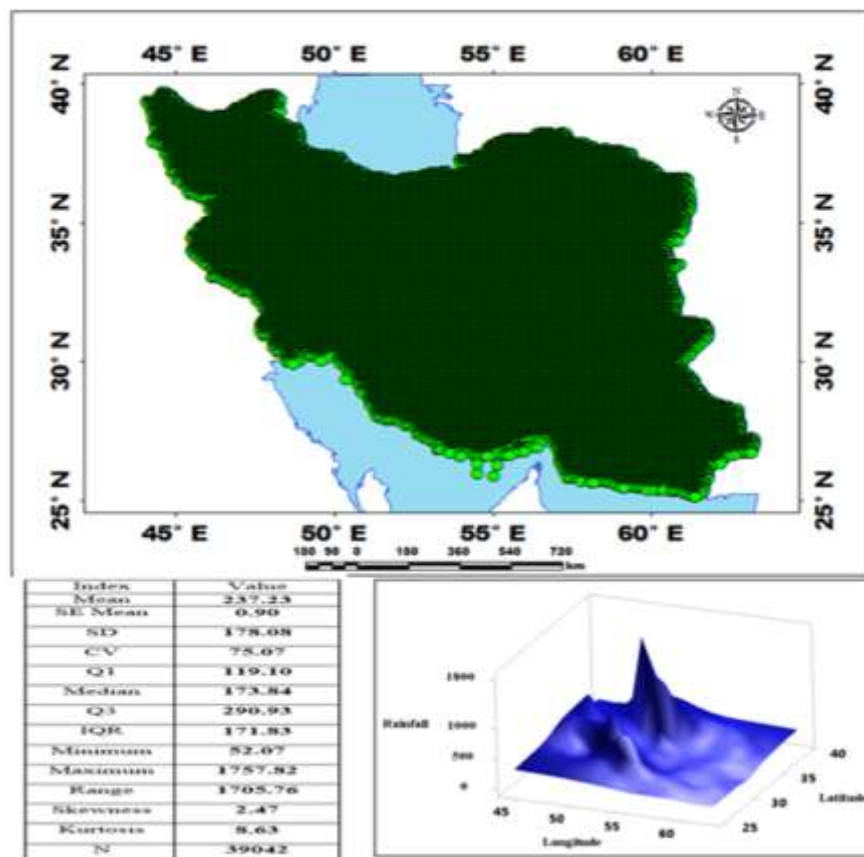 45° E 50° E 55° E 60° E
40° N 40° N
35° N 35° N
30° N 30° N
25° N 25° N
N
W E
S
45° E 50° E 55° E 60° E
180 90 0 180 360 540 720
km
Index Value
Mean 237.23
SE Mean 0.90
SD 178.08
CV 75.07
Q1 119.10
Median 173.84
Q3 290.93
IQR 171.83
Minimum 52.07
Maximum 1757.82
Range 1705.76
Skewness 2.47
Kurtosis 8.63
N 39042
1800
Rainfall 1000
500
0
45 50 55 60
Longitude
25 30 35 40
Latitude